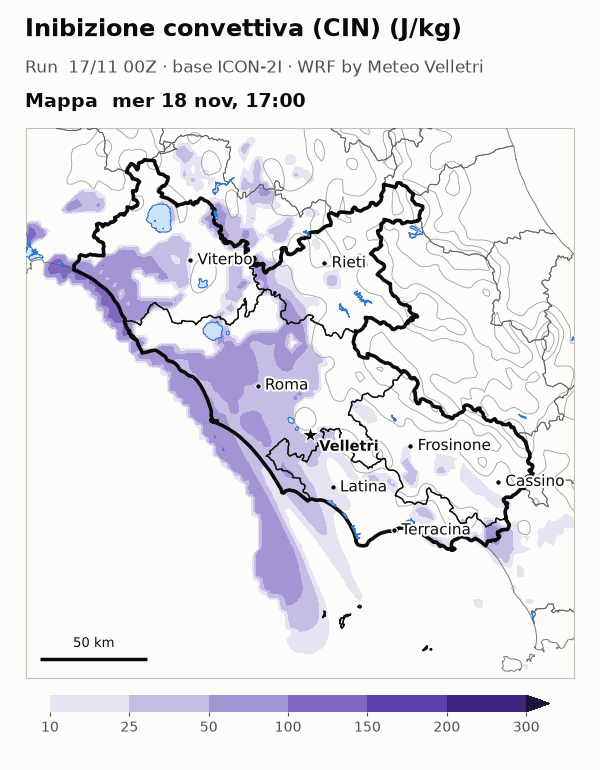 Inibizione convettiva (CIN) (J/kg)
Run  17/11 00Z · base ICON-2I · WRF by Meteo Velletri
Mappa  mer 18 nov, 17:00
Viterbo
Rieti
Roma
Velletri
Frosinone
Cassino
Latina
Terracina
50 km
10 25 50 100 150 200 300